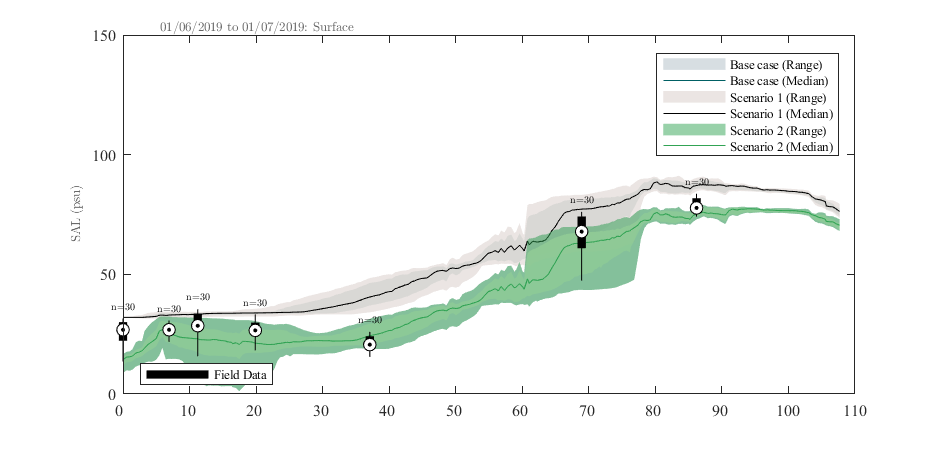 01/06/2019 to 01/07/2019: Surface
150
100
50
0
SAL (psu)
Base case (Range)
Base case (Median)
Scenario 1 (Range)
Scenario 1 (Median)
Scenario 2 (Range)
Scenario 2 (Median)
n=30
n=30
n=30
n=30
n=30
n=30
n=30
Field Data
0 10 20 30 40 50 60 70 80 90 100 110